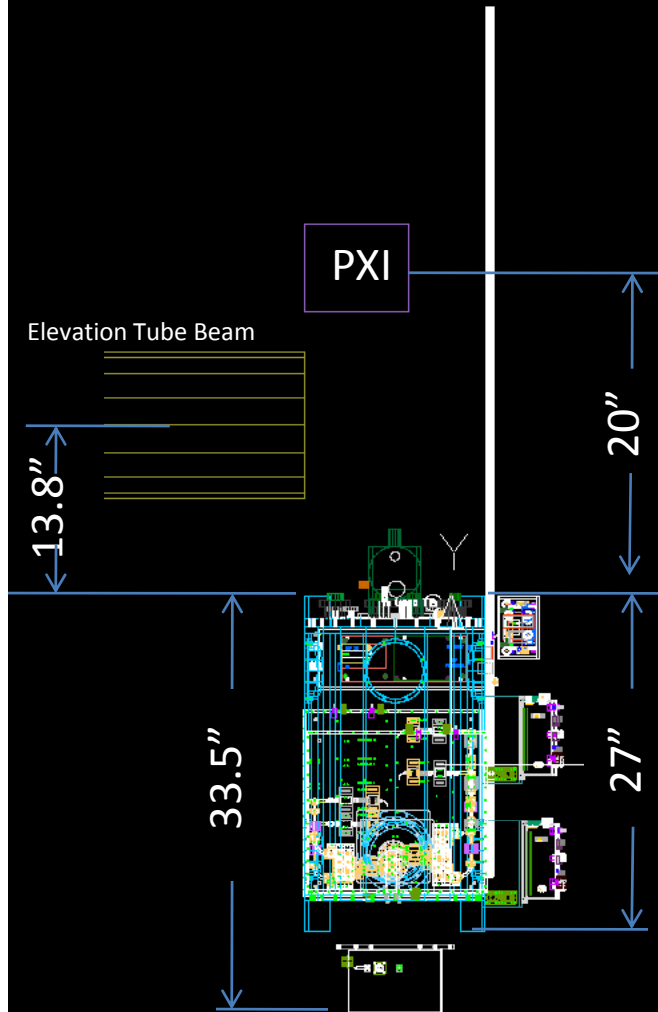 PXI
Elevation Tube Beam
20”
13.8”
Y
33.5”
27”